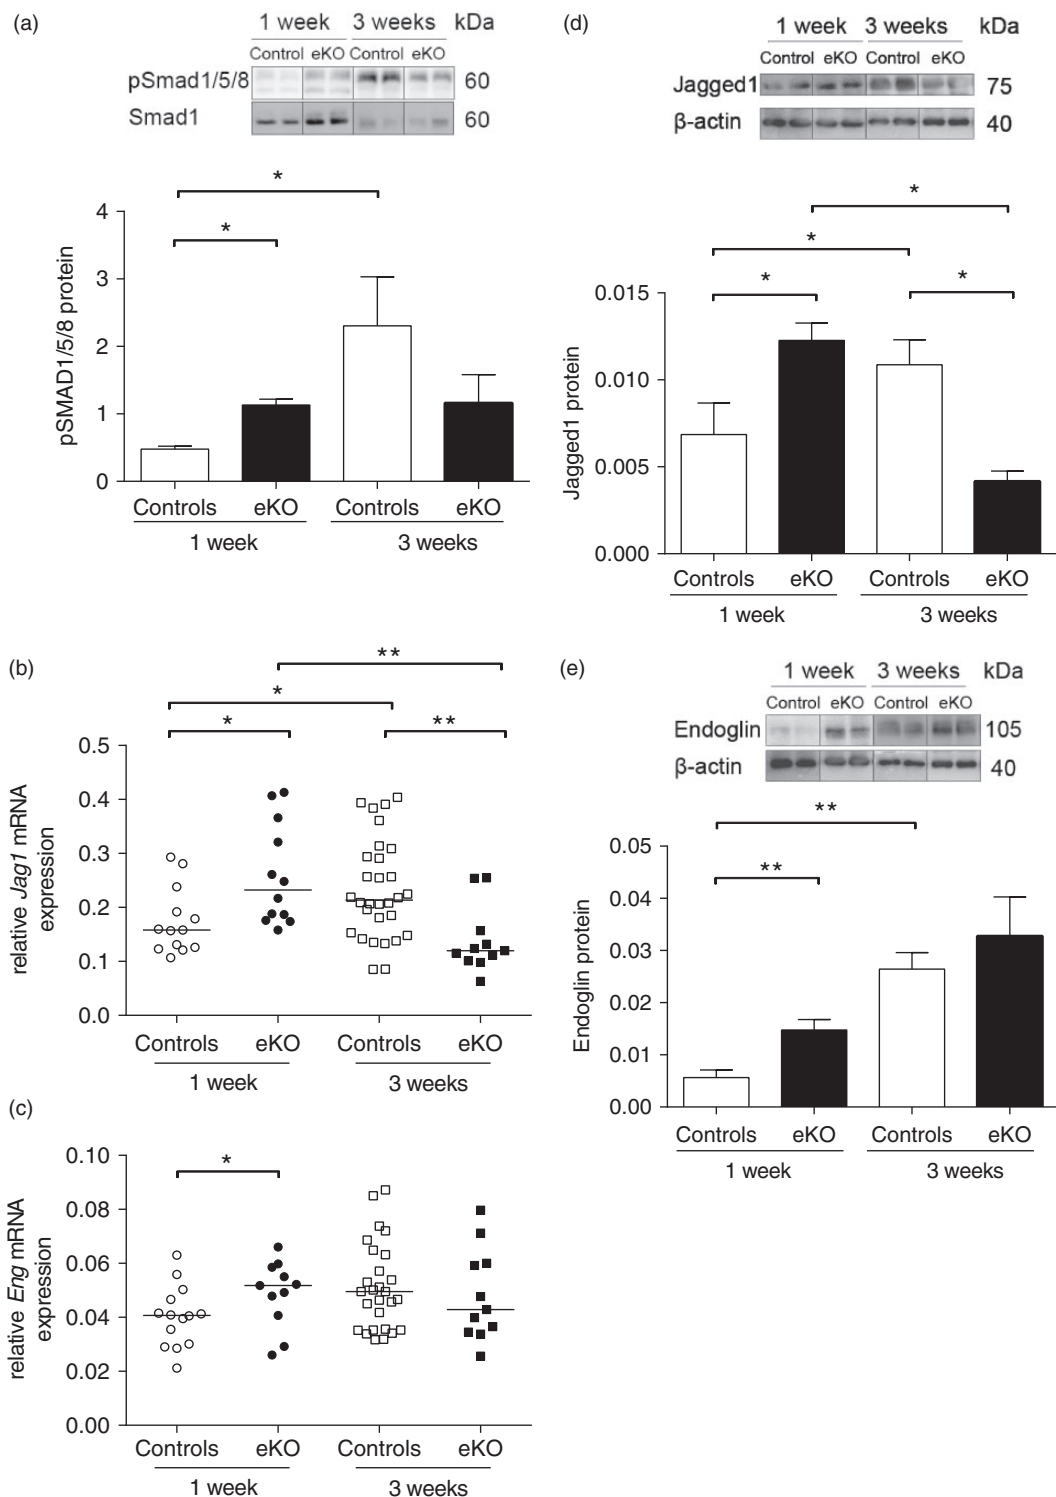 (a)
1 week 3 weeks kDa
Control eKO Control eKO
pSmad1/5/8 60
Smad1 60
*
*
pSMAD1/5/8 protein
4
3
2
1
0
Controls eKO Controls eKO
1 week 3 weeks
(b)
**
*
* **
relative Jag1 mRNA
expression
0.5
0.4
0.3
0.2
0.1
0.0
Controls eKO Controls eKO
1 week 3 weeks
(c)
*
relative Eng mRNA
expression
0.10
0.08
0.06
0.04
0.02
0.00
Controls eKO Controls eKO
1 week 3 weeks
(d)
1 week 3 weeks kDa
Control eKO Control eKO
Jagged1 75
β-actin 40
*
*
* *
Jagged1 protein
0.015
0.010
0.005
0.000
Controls eKO Controls eKO
1 week 3 weeks
(e)
1 week 3 weeks kDa
Control eKO Control eKO
Endoglin 105
β-actin 40
**
**
Endoglin protein
0.05
0.04
0.03
0.02
0.01
0.00
Controls eKO Controls eKO
1 week 3 weeks